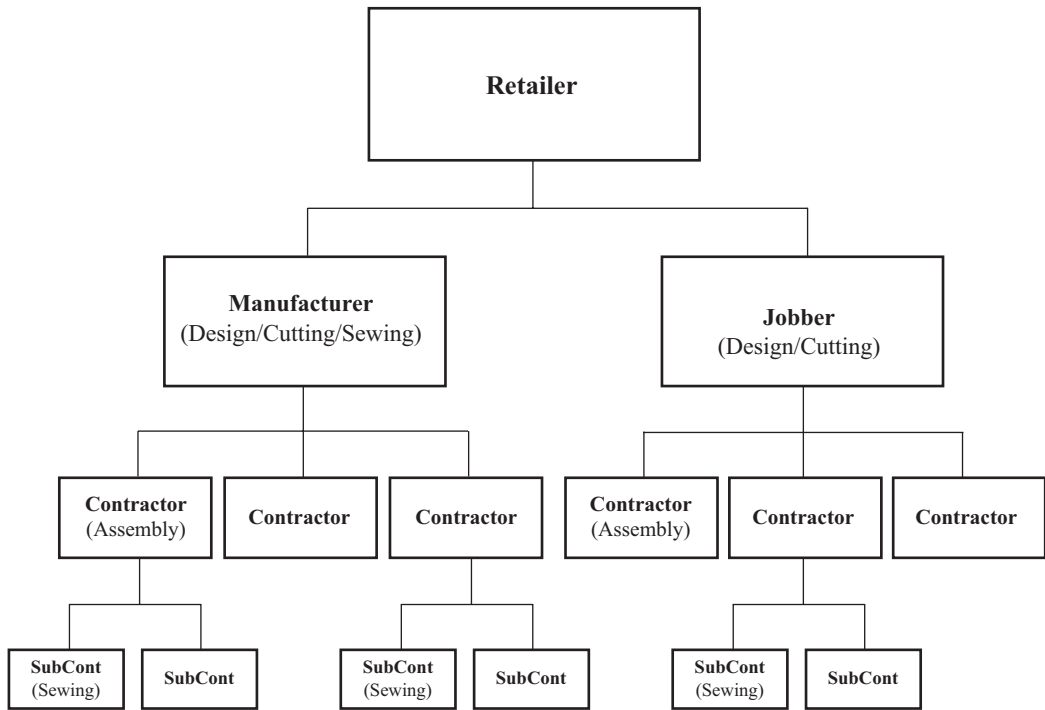 Retailer
Manufacturer
(Design/Cutting/Sewing)
Jobber
(Design/Cutting)
Contractor
(Assembly)
Contractor
Contractor
Contractor
(Assembly)
Contractor
Contractor
SubCont
(Sewing)
SubCont
SubCont
(Sewing)
SubCont
SubCont
(Sewing)
SubCont